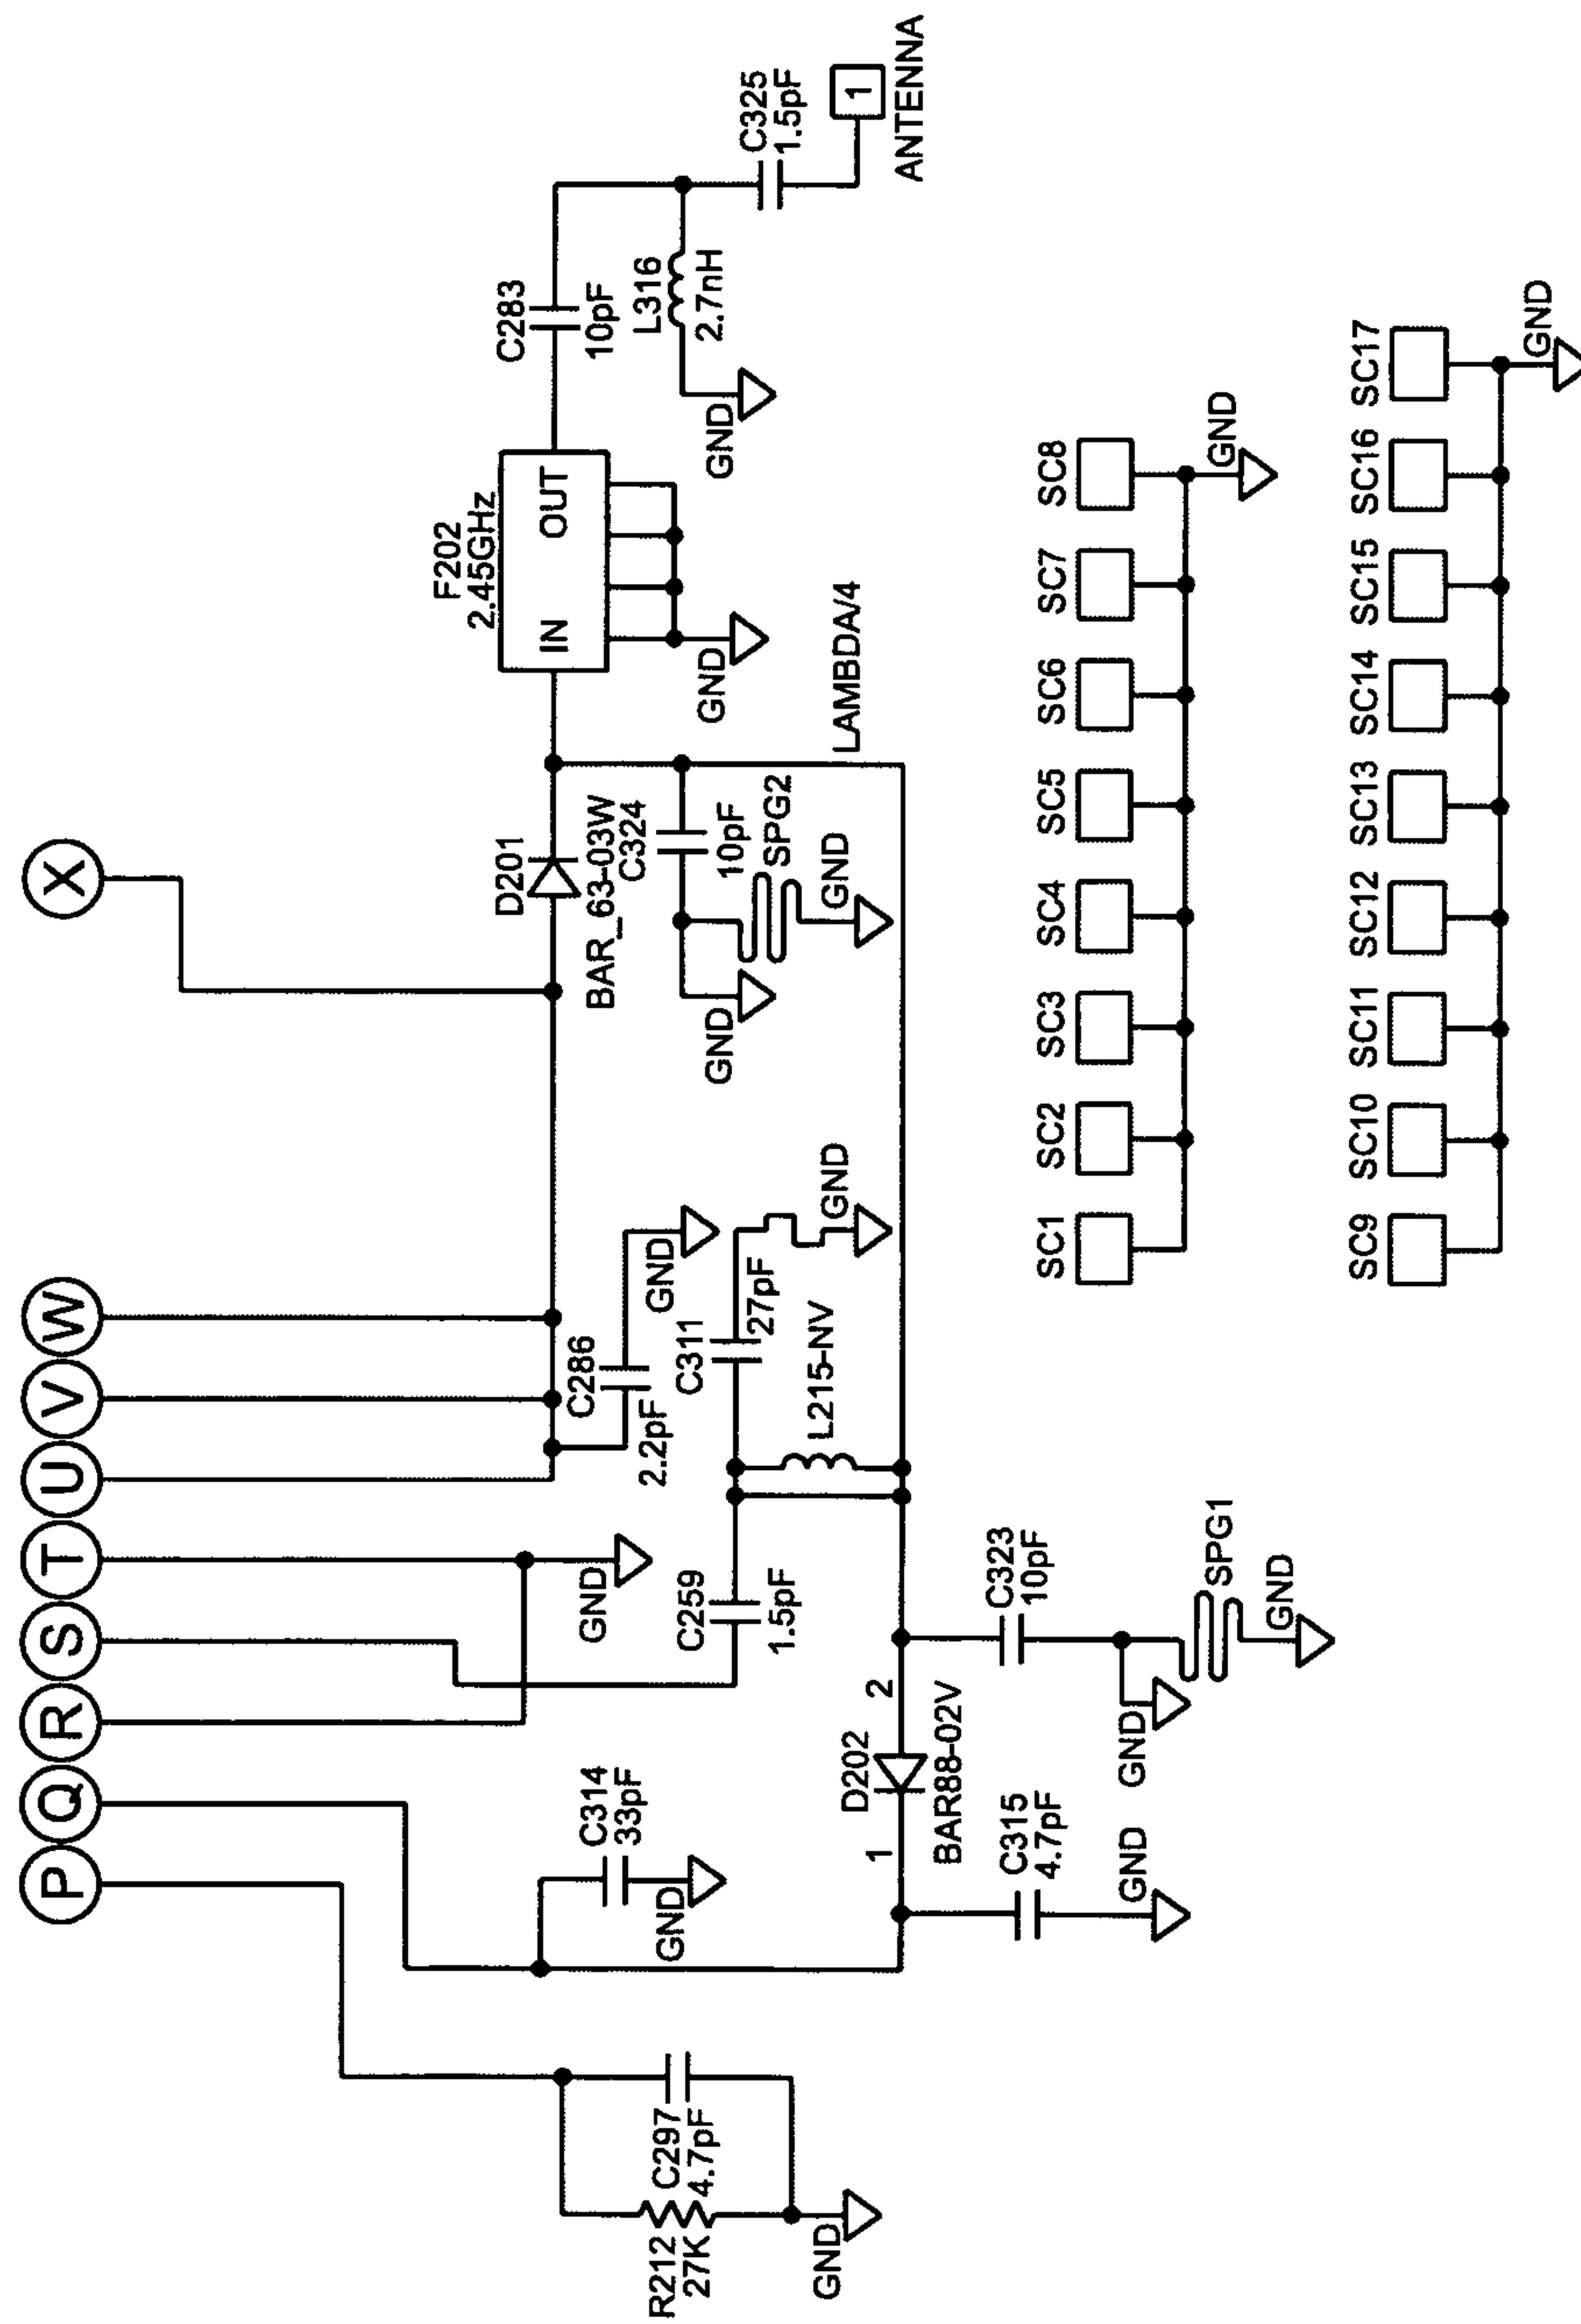 P
Q
R
S
T
U
V
W
X
R212
27K
C297
4.7pF
GND
C314
33pF
GND
GND
C259
1.5pF
C286
2.2pF
GND
C311
27pF
GND
L215-NV
D201
BAR_63-03W
C324
10pF
SPG2
GND
GND
F202
2.45GHz
IN
OUT
GND
C283
10pF
L316
2.7nH
GND
C325
1.5pF
1
ANTENNA
LAMBDA/4
D202
1
2
BAR88-02V
C315
4.7pF
GND
C323
10pF
GND
SPG1
GND
SC1
SC2
SC3
SC4
SC5
SC6
SC7
SC8
GND
SC9
SC10
SC11
SC12
SC13
SC14
SC15
SC16
SC17
GND